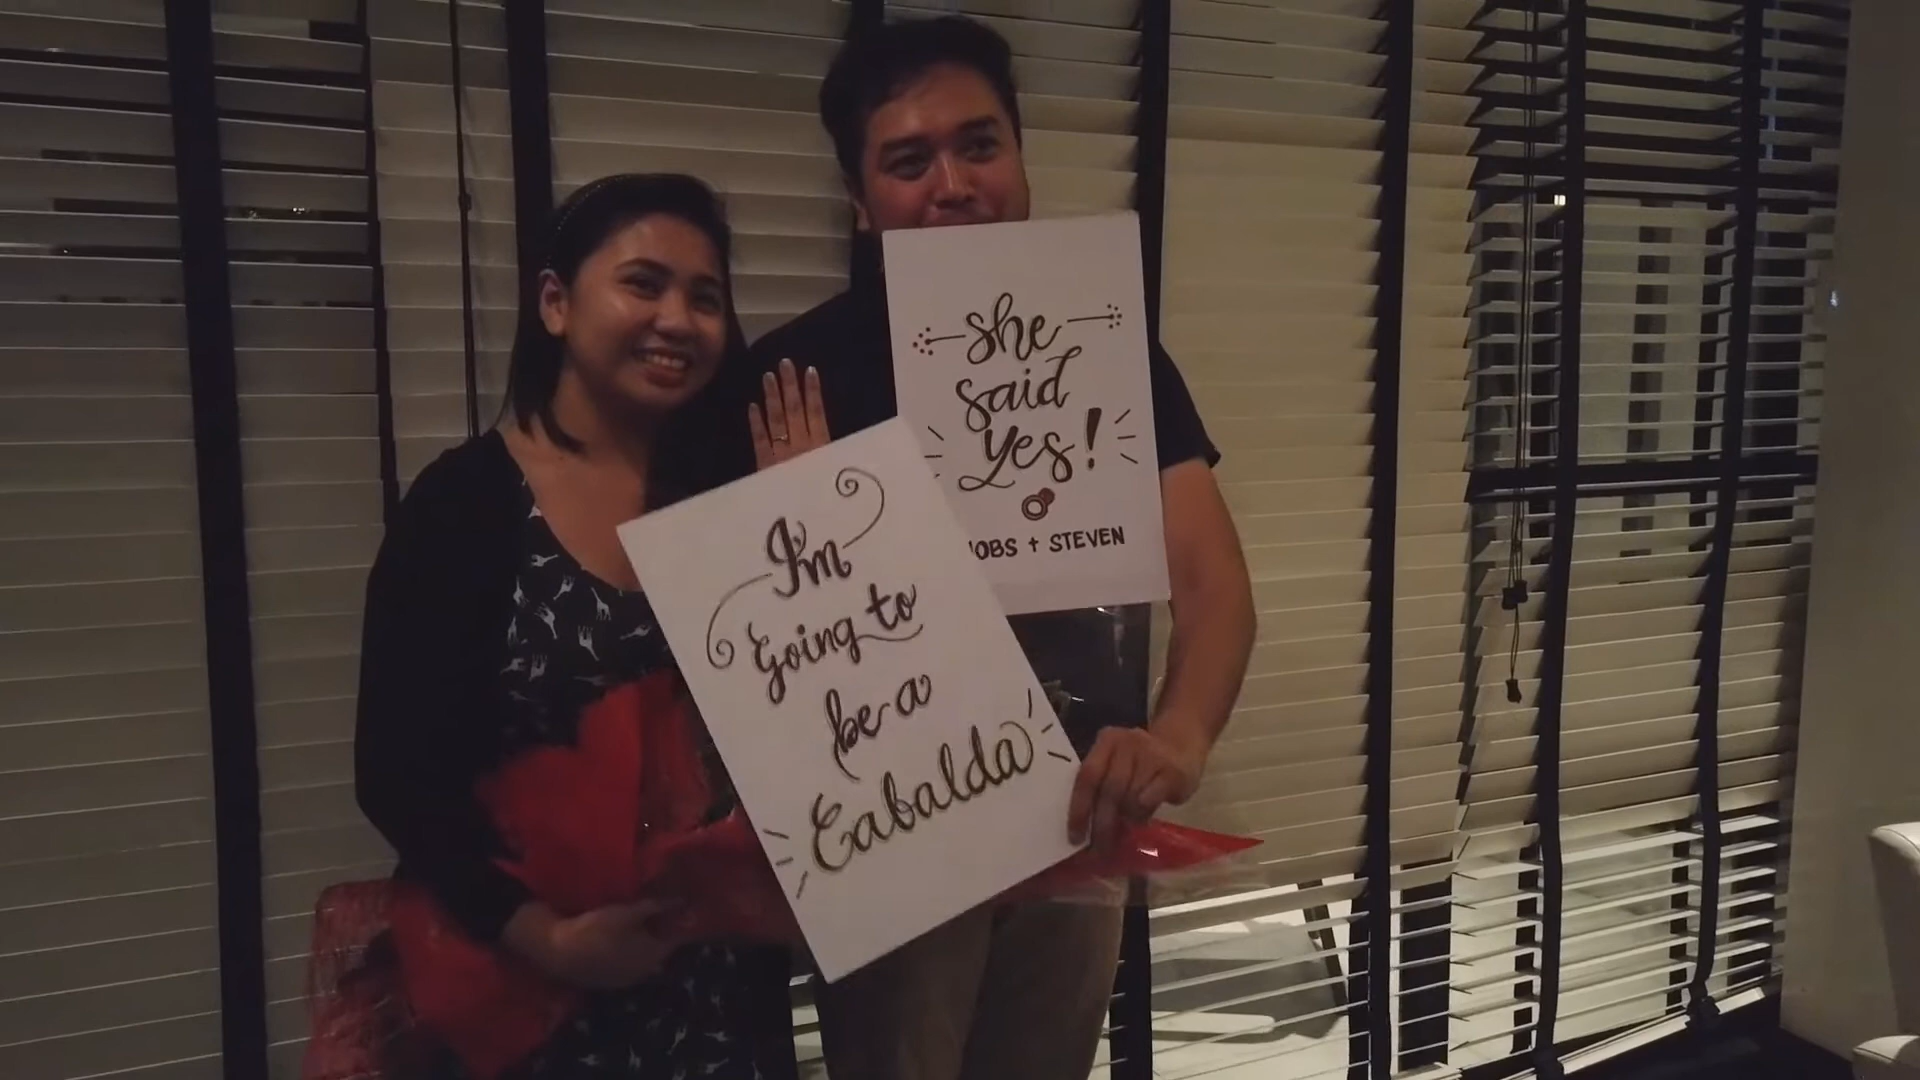 she
said
yes!
OBS + STEVEN
I'm
Going to
be a
Cabalda